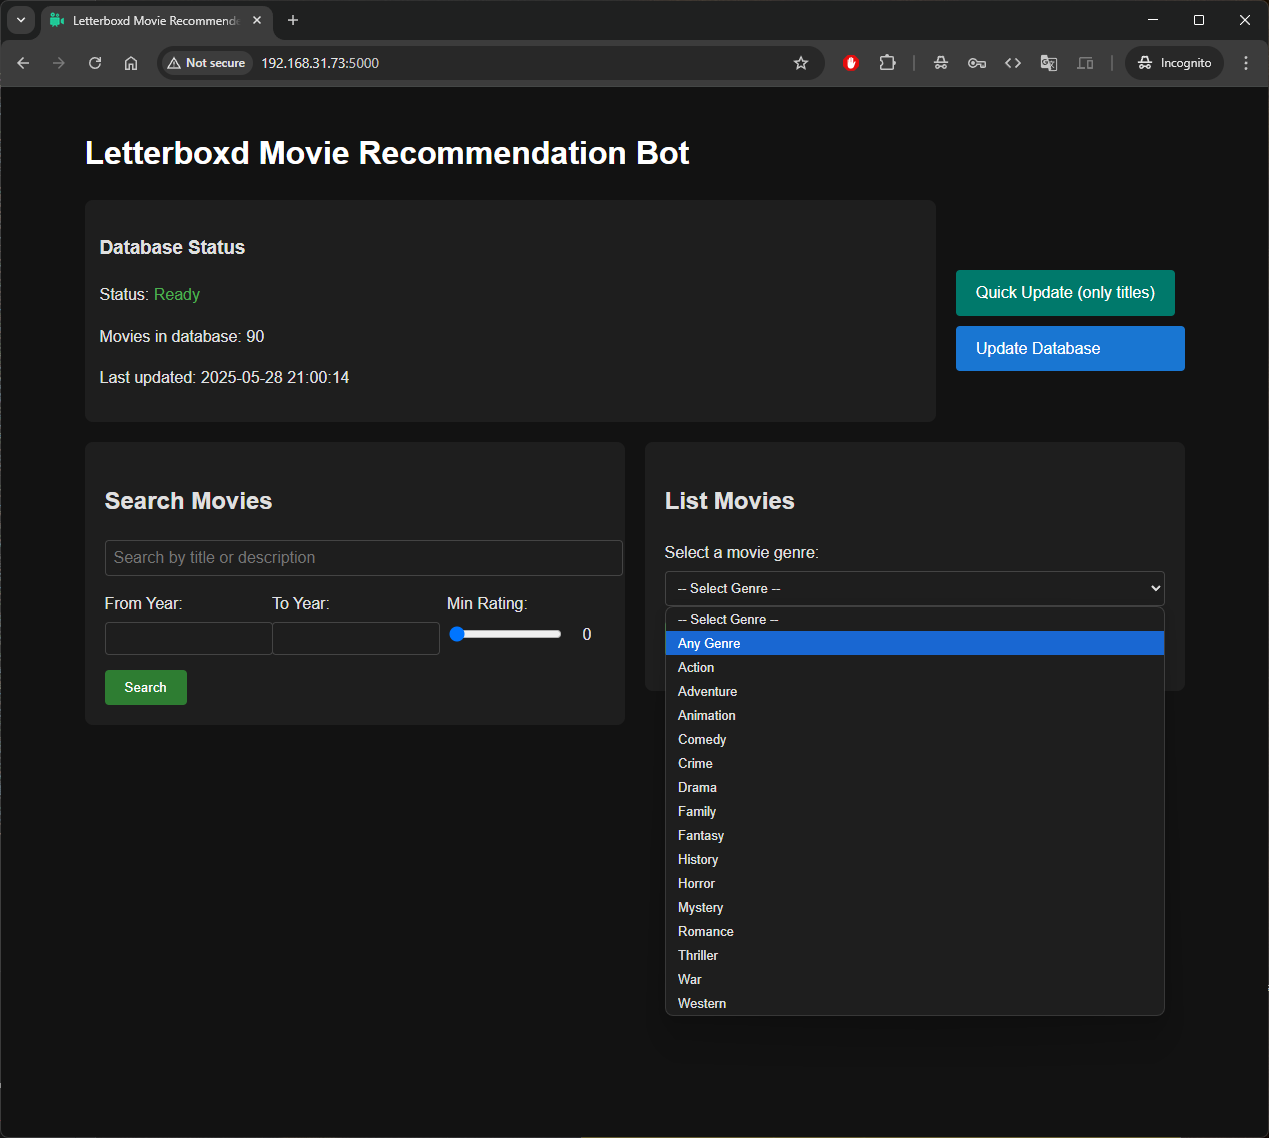 Letterboxd Movie Recommende
Not secure
192.168.31.73:5000
Incognito
Letterboxd Movie Recommendation Bot
Database Status
Status: Ready
Movies in database: 90
Last updated: 2025-05-28 21:00:14
Quick Update (only titles)
Update Database
Search Movies
Search by title or description
From Year:
To Year:
Min Rating:
0
Search
List Movies
Select a movie genre:
-- Select Genre --
-- Select Genre --
Any Genre
Action
Adventure
Animation
Comedy
Crime
Drama
Family
Fantasy
History
Horror
Mystery
Romance
Thriller
War
Western